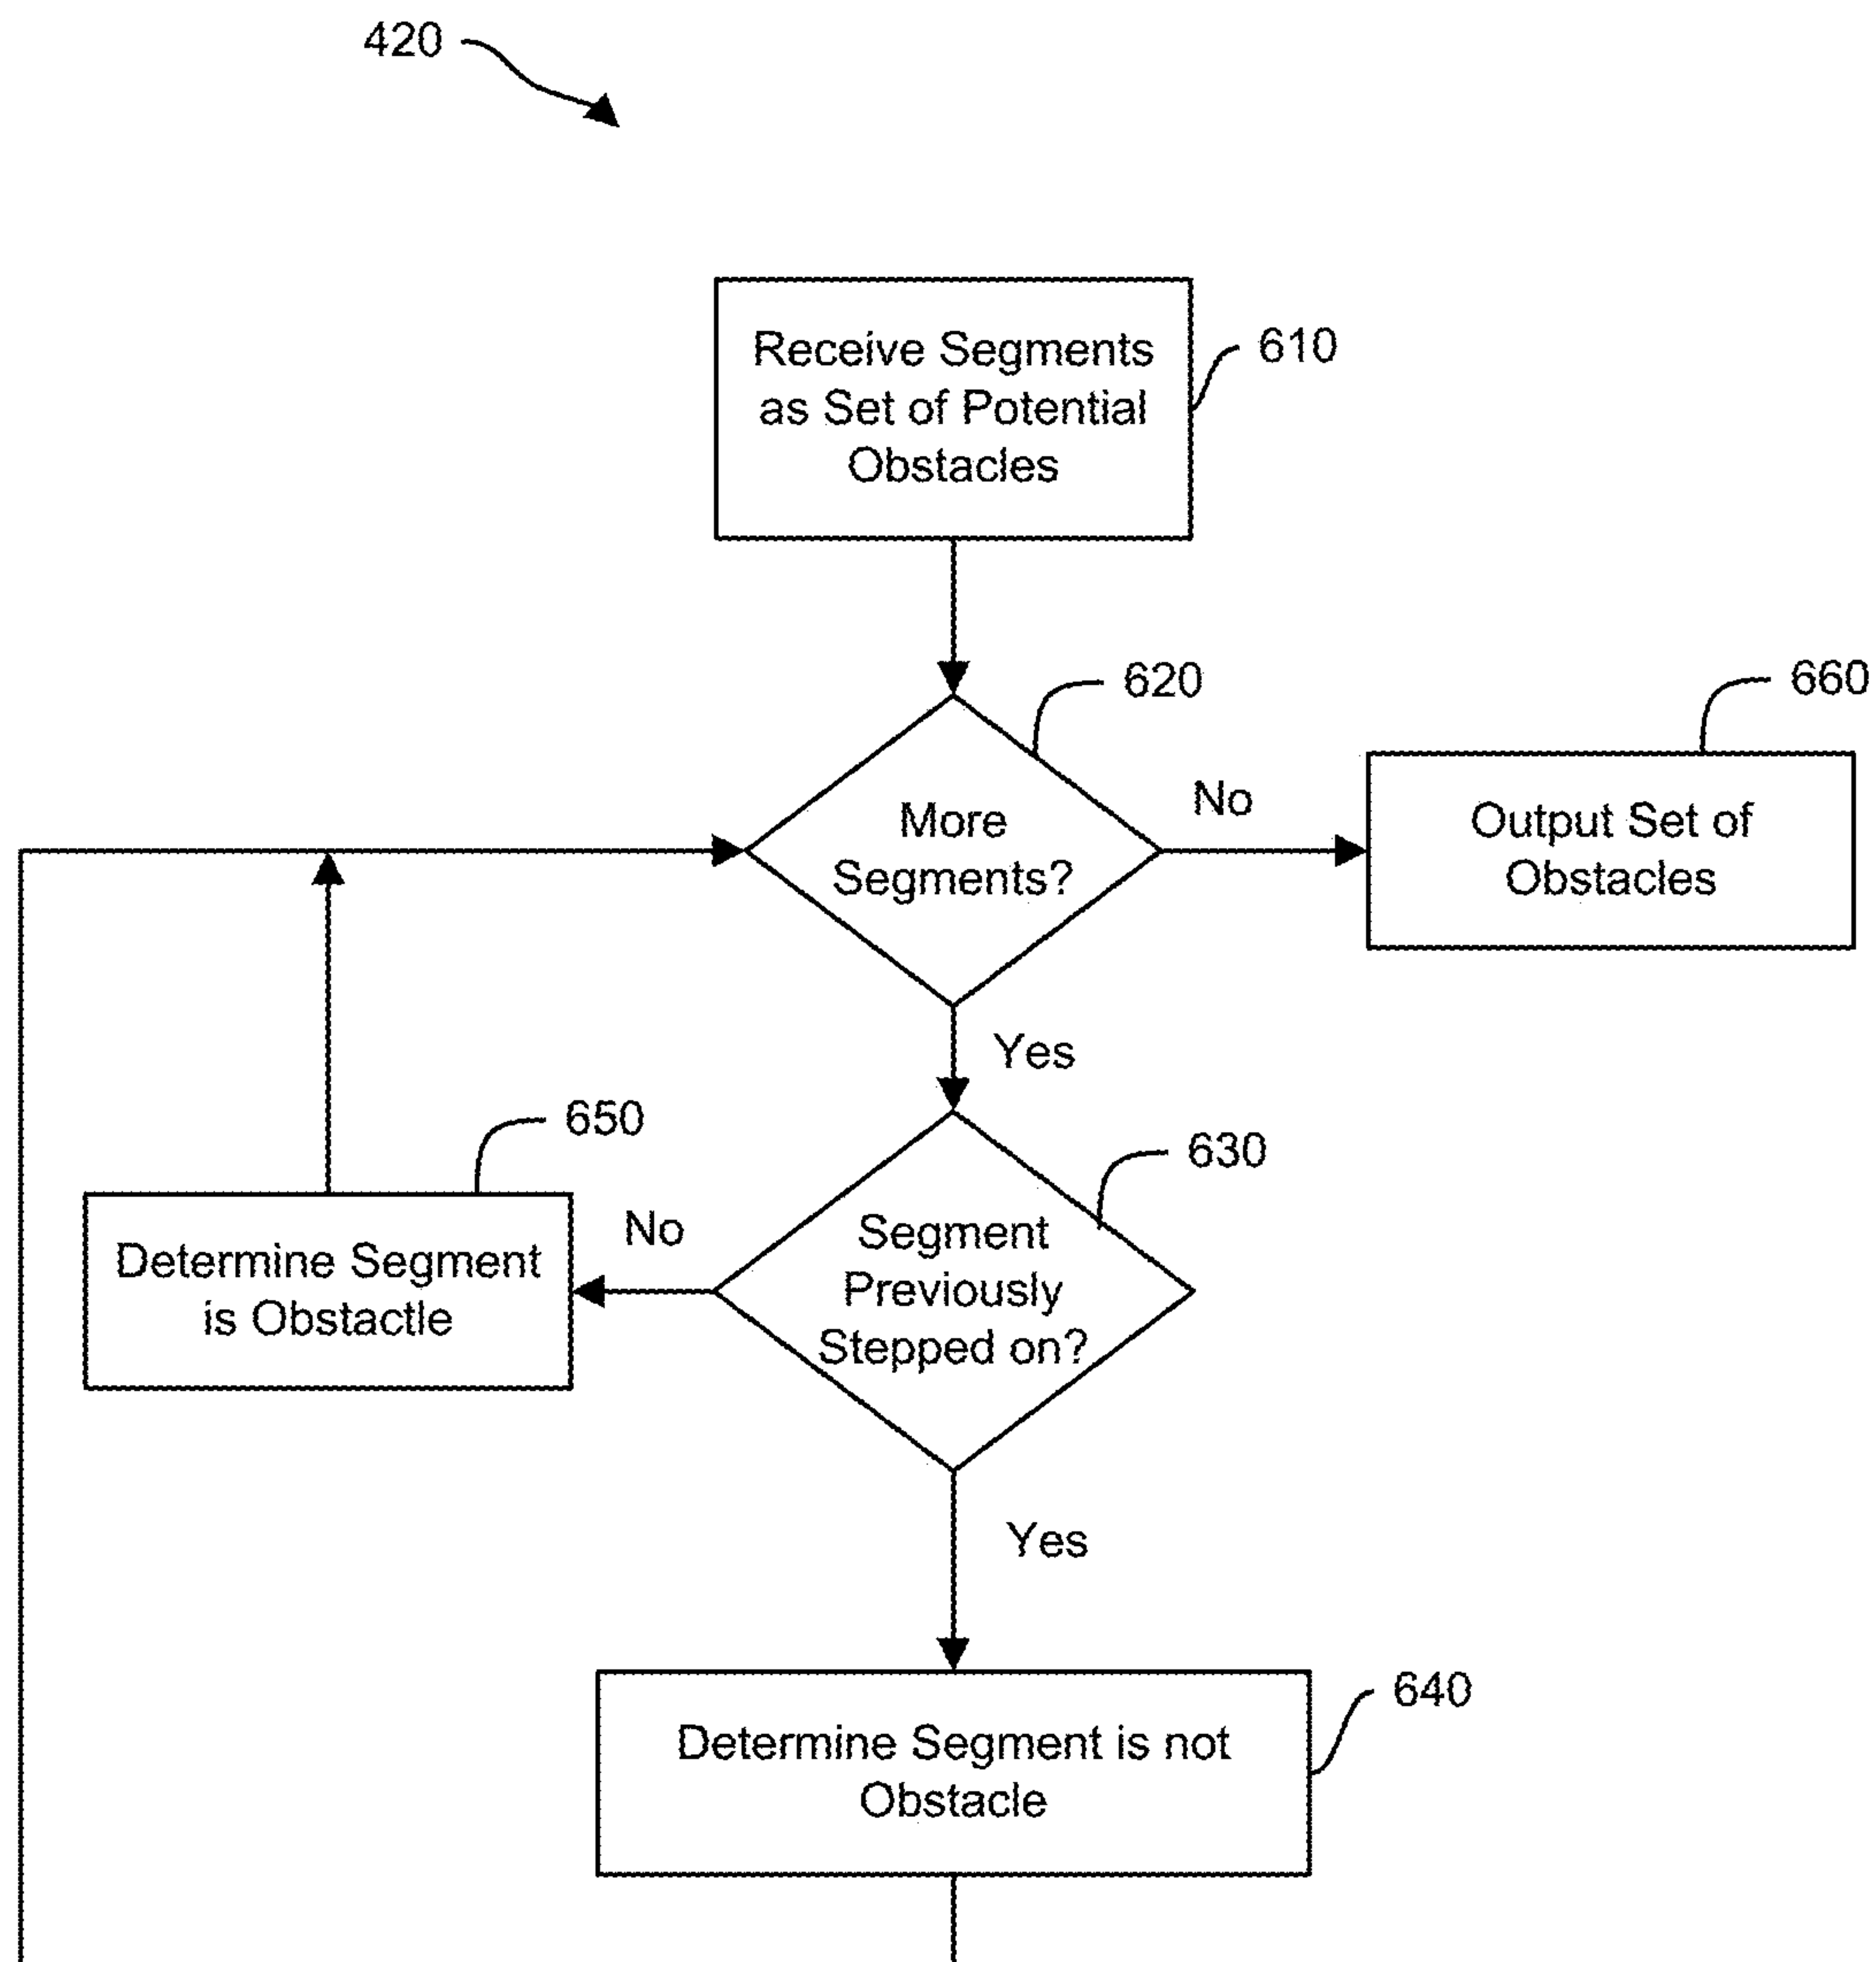 420
Receive Segments
as Set of Potential
Obstacles
610
620
660
More
Segments?
No
Output Set of
Obstacles
Yes
650
630
No
Determine Segment
is Obstactle
Segment
Previously
Stepped on?
Yes
640
Determine Segment is not
Obstacle